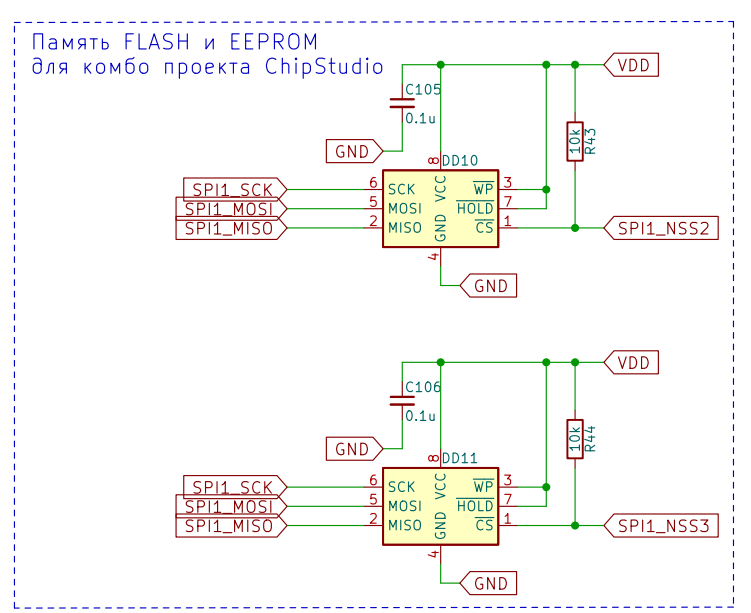 Память FLASH и EEPROM
для комбо проекта ChipStudio
VDD
C105
0.1u
10k
R43
GND
8
DD10
SPI1_SCK
6
SCK
VCC
WP
3
SPI1_MOSI
5
MOSI
HOLD
7
SPI1_MISO
2
MISO
GND
CS
1
SPI1_NSS2
4
GND
VDD
C106
0.1u
10k
R44
GND
8
DD11
SPI1_SCK
6
SCK
VCC
WP
3
SPI1_MOSI
5
MOSI
HOLD
7
SPI1_MISO
2
MISO
GND
CS
1
SPI1_NSS3
4
GND